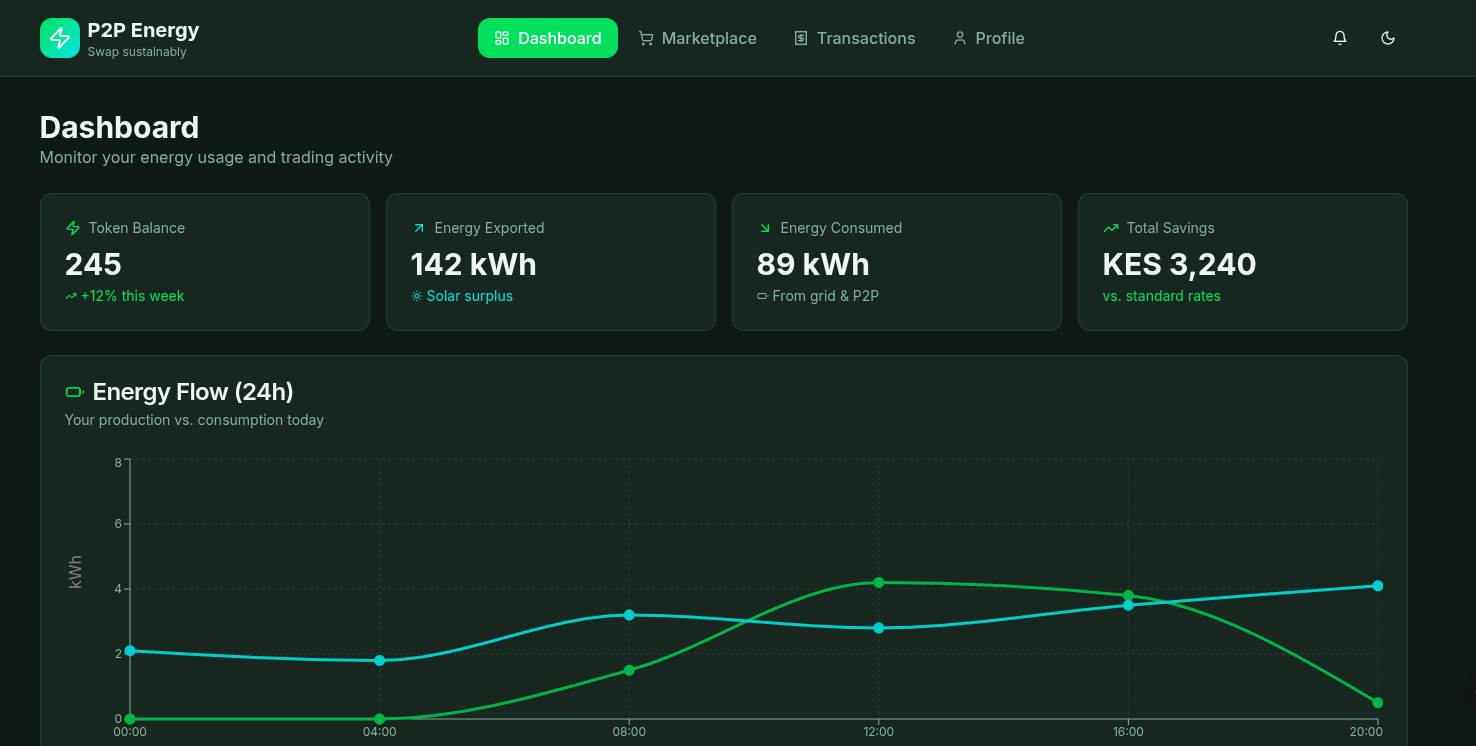 P2P Energy
Swap sustainably
Dashboard
Marketplace
Transactions
Profile
Dashboard
Monitor your energy usage and trading activity
Token Balance
245
+12% this week
Energy Exported
142 kWh
Solar surplus
Energy Consumed
89 kWh
From grid & P2P
Total Savings
KES 3,240
vs. standard rates
Energy Flow (24h)
Your production vs. consumption today
kWh
8
6
4
2
0
00:00
04:00
08:00
12:00
16:00
20:00